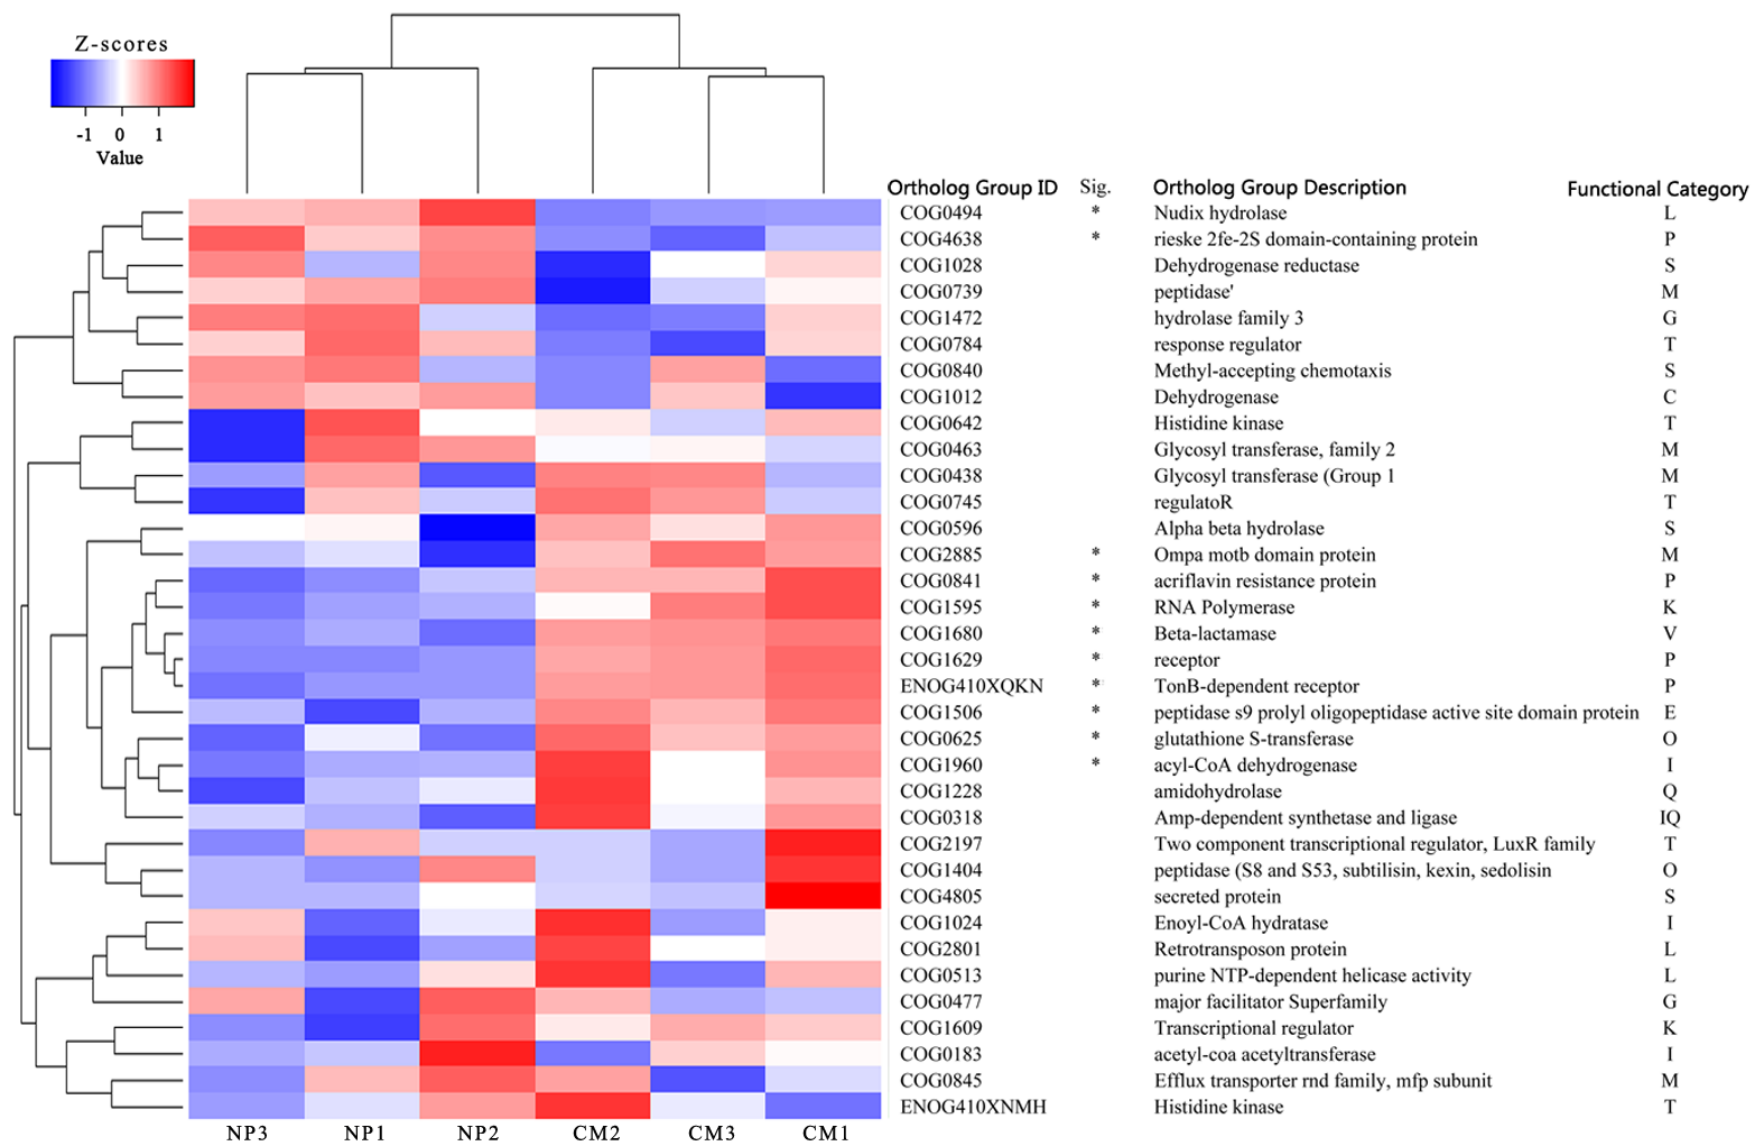 Z-scores
-1 0 1
Value
Ortholog Group ID Sig. Ortholog Group Description Functional Category
COG0494 * Nudix hydrolase L
COG4638 * rieske 2fe-2S domain-containing protein P
COG1028 Dehydrogenase reductase S
COG0739 peptidase' M
COG1472 hydrolase family 3 G
COG0784 response regulator T
COG0840 Methyl-accepting chemotaxis S
COG1012 Dehydrogenase C
COG0642 Histidine kinase T
COG0463 Glycosyl transferase, family 2 M
COG0438 Glycosyl transferase (Group 1 M
COG0745 regulatoR T
COG0596 Alpha beta hydrolase S
COG2885 * Ompa motb domain protein M
COG0841 * acriflavin resistance protein P
COG1595 * RNA Polymerase K
COG1680 * Beta-lactamase V
COG1629 * receptor P
ENOG410XQKN * TonB-dependent receptor P
COG1506 * peptidase s9 prolyl oligopeptidase active site domain protein E
COG0625 * glutathione S-transferase O
COG1960 * acyl-CoA dehydrogenase I
COG1228 amidohydrolase Q
COG0318 Amp-dependent synthetase and ligase IQ
COG2197 Two component transcriptional regulator, LuxR family T
COG1404 peptidase (S8 and S53, subtilisin, kexin, sedolisin O
COG4805 secreted protein S
COG1024 Enoyl-CoA hydratase I
COG2801 Retrotransposon protein L
COG0513 purine NTP-dependent helicase activity L
COG0477 major facilitator Superfamily G
COG1609 Transcriptional regulator K
COG0183 acetyl-coa acetyltransferase I
COG0845 Efflux transporter rnd family, mfp subunit M
ENOG410XNMH Histidine kinase T
NP3 NP1 NP2 CM2 CM3 CM1